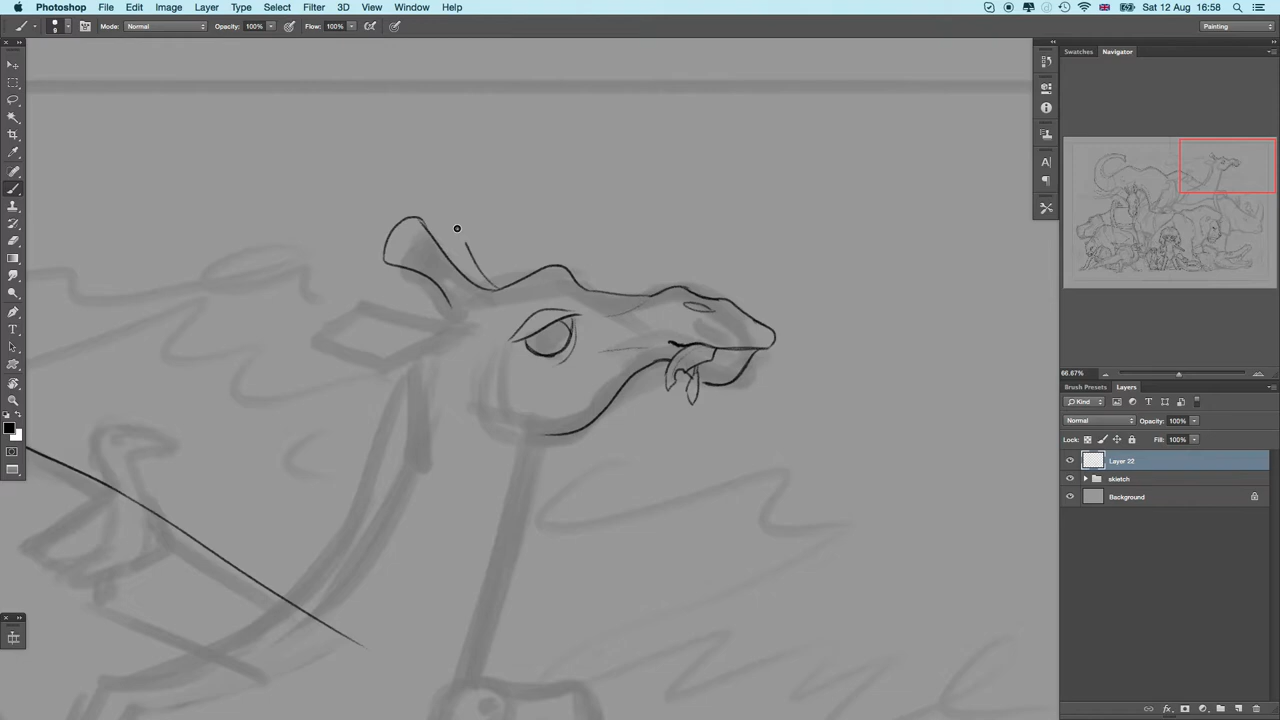 Photoshop File Edit Image Layer Type Select Filter 3D View Window Help Sat 12 Aug 16:58
9 Mode: Normal Opacity: 100% Flow: 100% Painting
Swatches Navigator
66.67%
Brush Presets Layers
Kind
Normal Opacity: 100%
Lock: Fill: 100%
Layer 22
skietch
Background